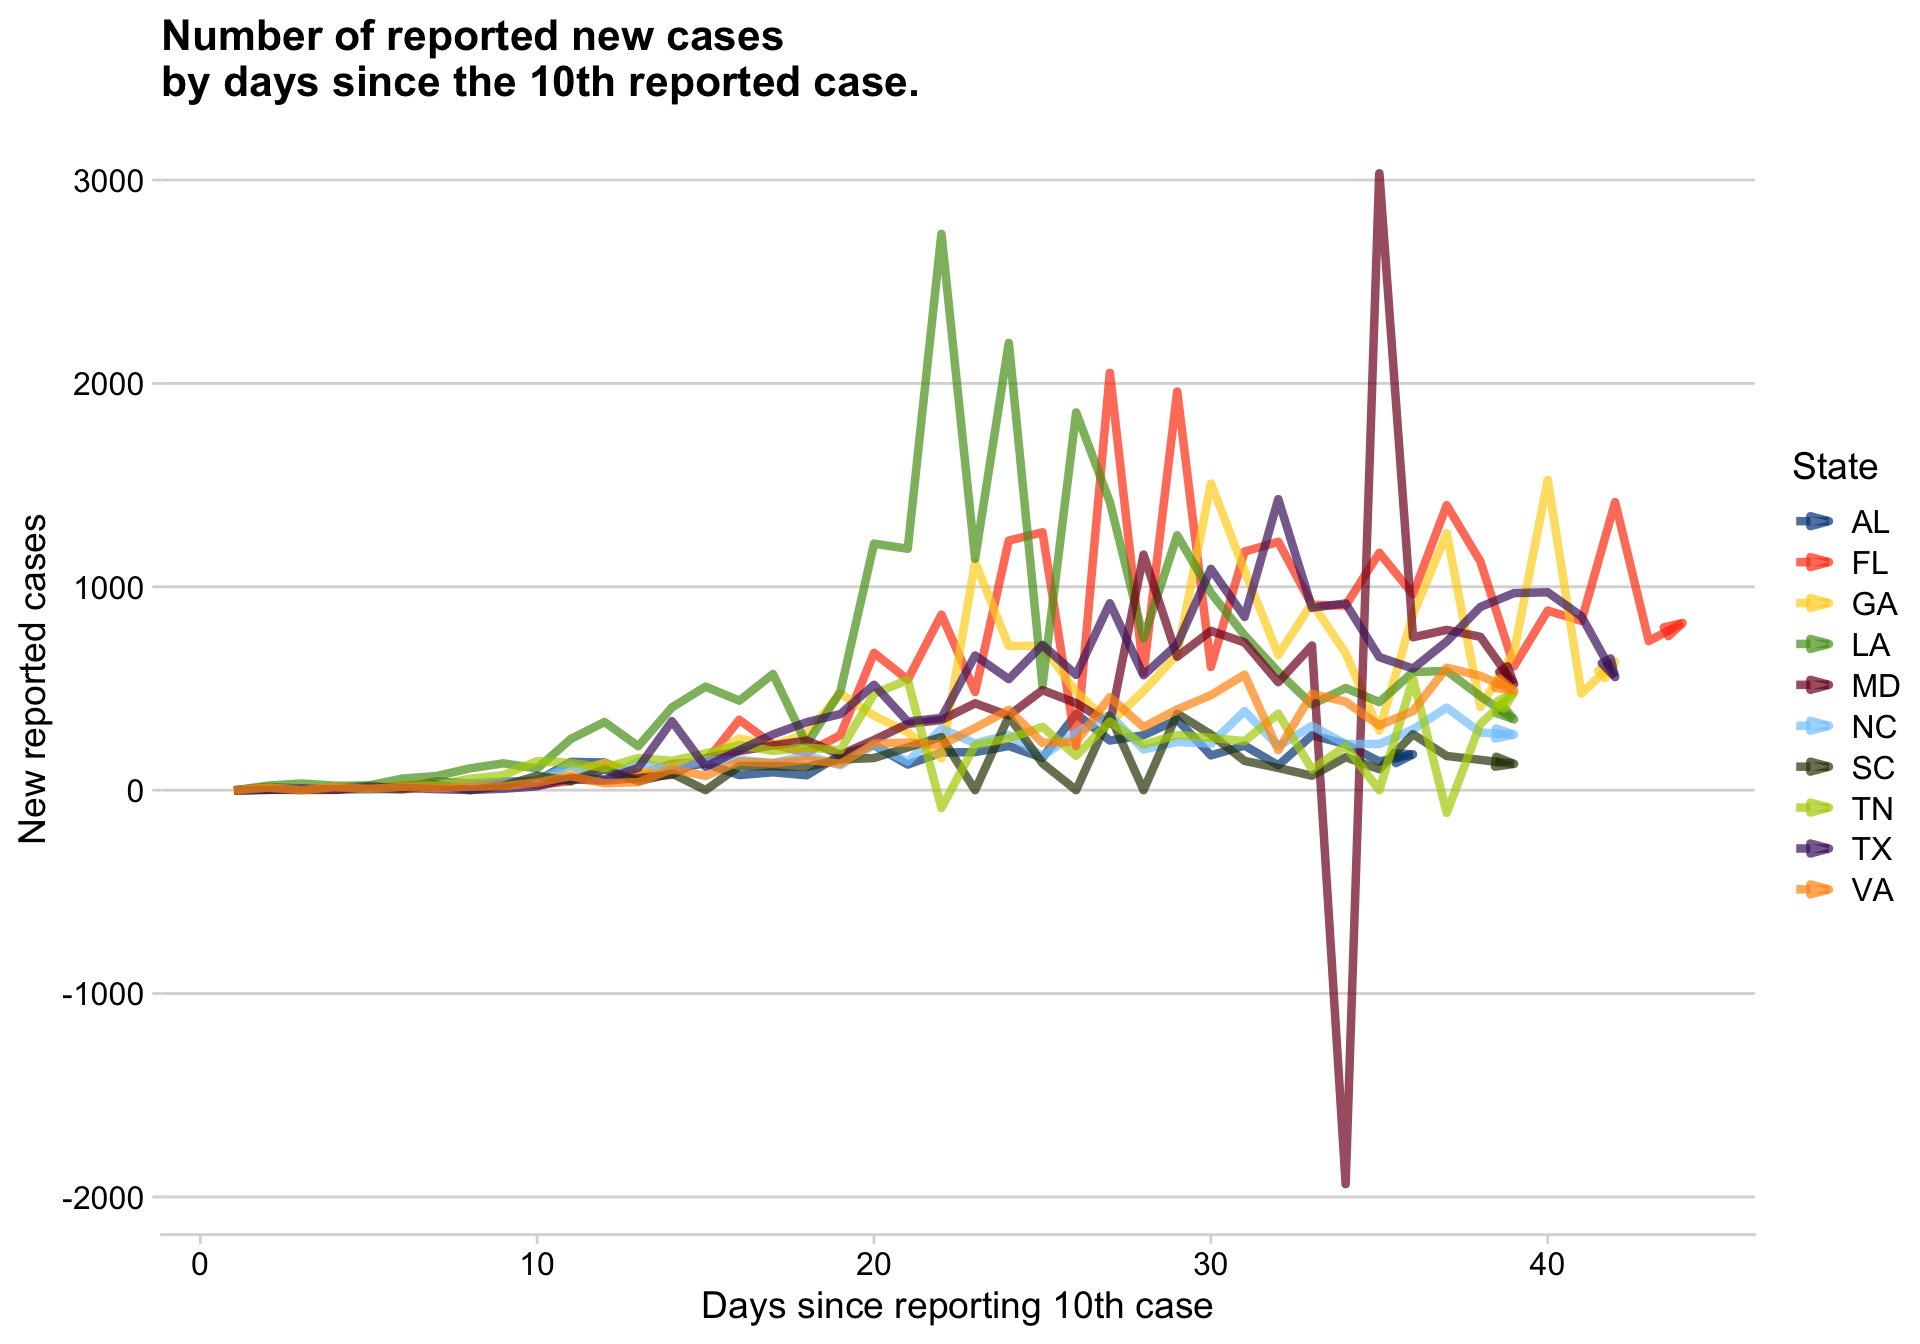 Number of reported new cases
by days since the 10th reported case.
3000
2000
1000
0
-1000
-2000
New reported cases
0 10 20 30 40
Days since reporting 10th case
State
AL
FL
GA
LA
MD
NC
SC
TN
TX
VA